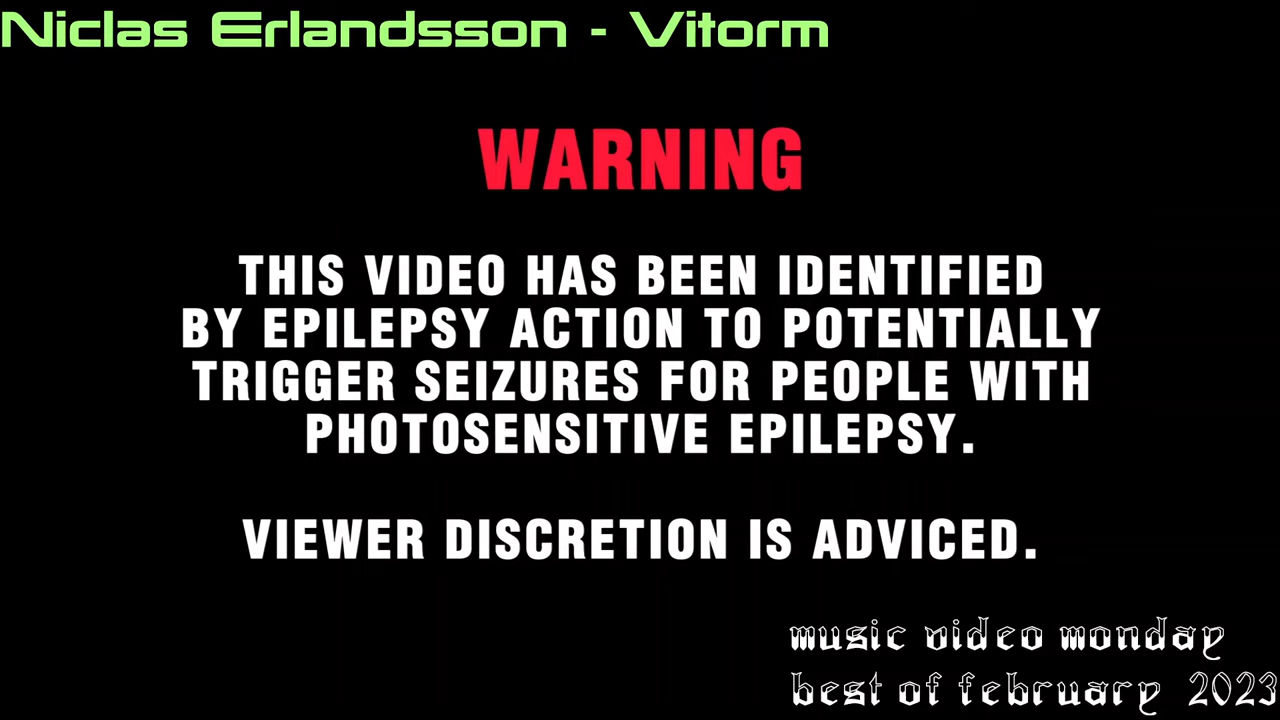 Niclas Erlandsson - Vitorm
WARNING
THIS VIDEO HAS BEEN IDENTIFIED
BY EPILEPSY ACTION TO POTENTIALLY
TRIGGER SEIZURES FOR PEOPLE WITH
PHOTOSENSITIVE EPILEPSY.
VIEWER DISCRETION IS ADVICED.
music video monday
best of february 2023